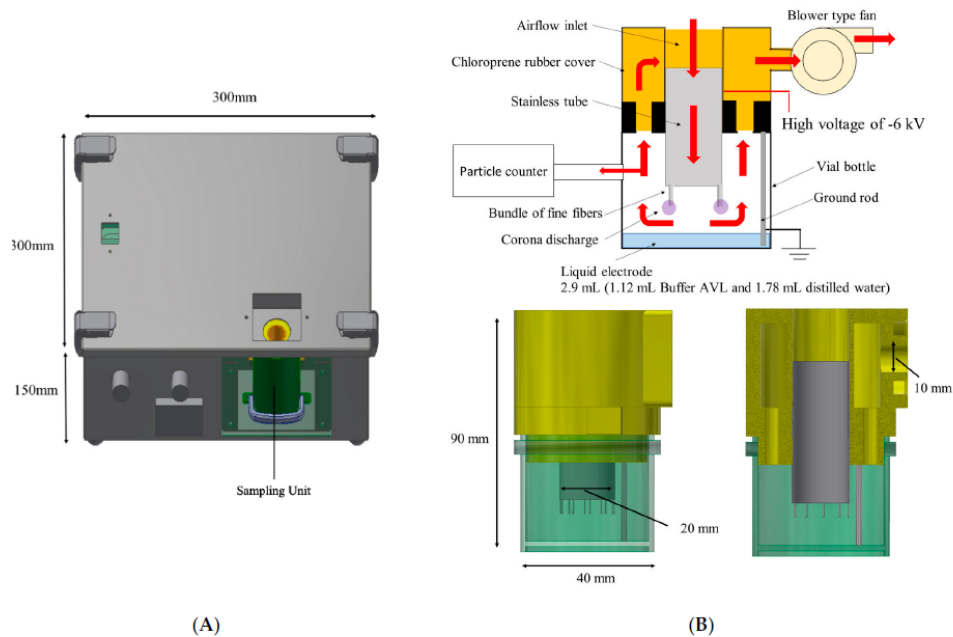 300mm
300mm
150mm
Sampling Unit
(A)
Airflow inlet
Blower type fan
Chloroprene rubber cover
Stainless tube
High voltage of -6 kV
Particle counter
Vial bottle
Bundle of fine fibers
Ground rod
Corona discharge
Liquid electrode
2.9 mL (1.12 mL Buffer AVL and 1.78 mL distilled water)
90 mm
10 mm
20 mm
40 mm
(B)